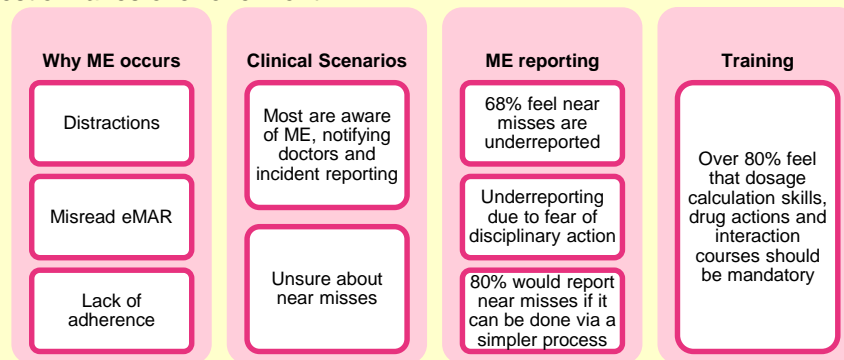 Why ME occurs
Distractions
Misread eMAR
Lack of
adherence
Clinical Scenarios
Most are aware
of ME, notifying
doctors and
incident reporting
Unsure about
near misses
ME reporting
68% feel near
misses are
underreported
Underreporting
due to fear of
disciplinary action
80% would report
near misses if it
can be done via a
simpler process
Training
Over 80% feel
that dosage
calculation skills,
drug actions and
interaction
courses should
be mandatory